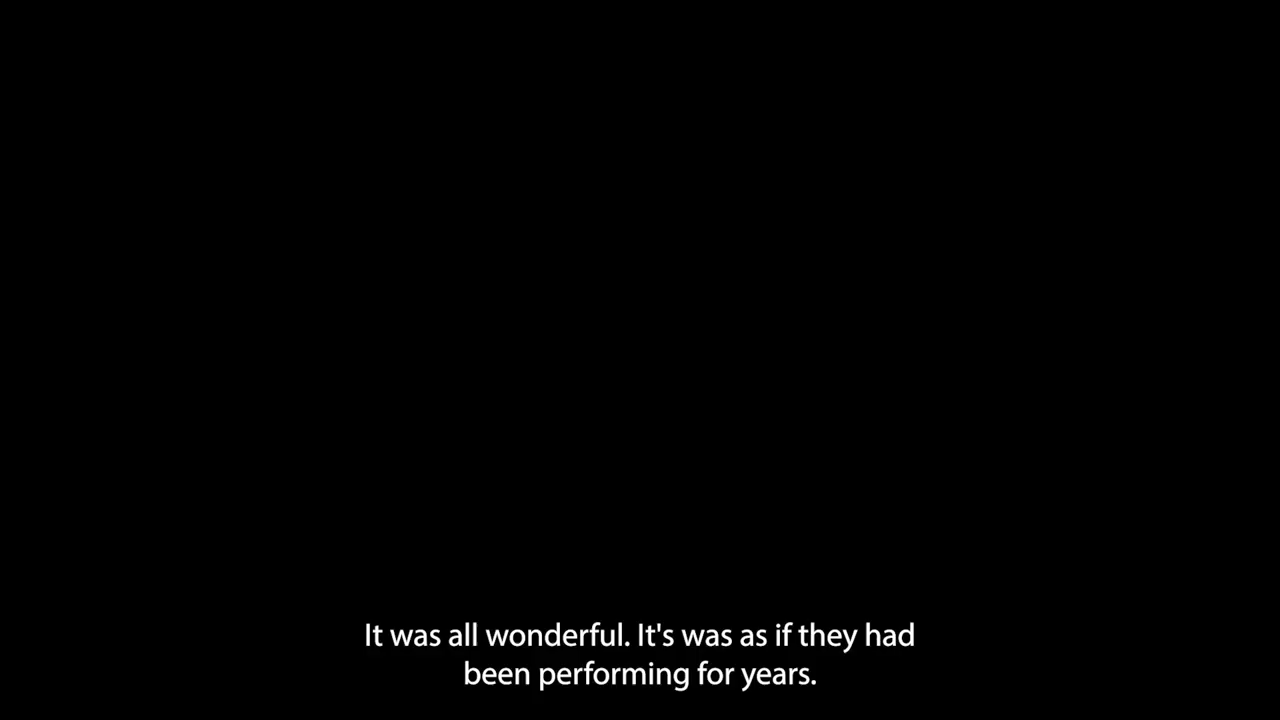 It was all wonderful. It's was as if they had
been performing for years.